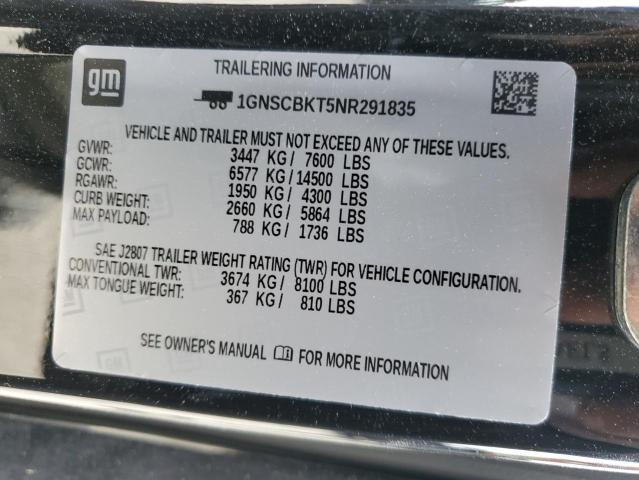 gm
TRAILERING INFORMATION
1GNSCBKT5NR291835
VEHICLE AND TRAILER MUST NOT EXCEED ANY OF THESE VALUES.
GVWR: 3447 KG/ 7600 LBS
GCWR: 6577 KG/14500 LBS
RGAWR: 1950 KG/ 4300 LBS
CURB WEIGHT: 2660 KG/ 5864 LBS
MAX PAYLOAD: 788 KG/ 1736 LBS
SAE J2807 TRAILER WEIGHT RATING (TWR) FOR VEHICLE CONFIGURATION.
CONVENTIONAL TWR: 3674 KG/ 8100 LBS
MAX TONGUE WEIGHT: 367 KG/ 810 LBS
SEE OWNER'S MANUAL FOR MORE INFORMATION